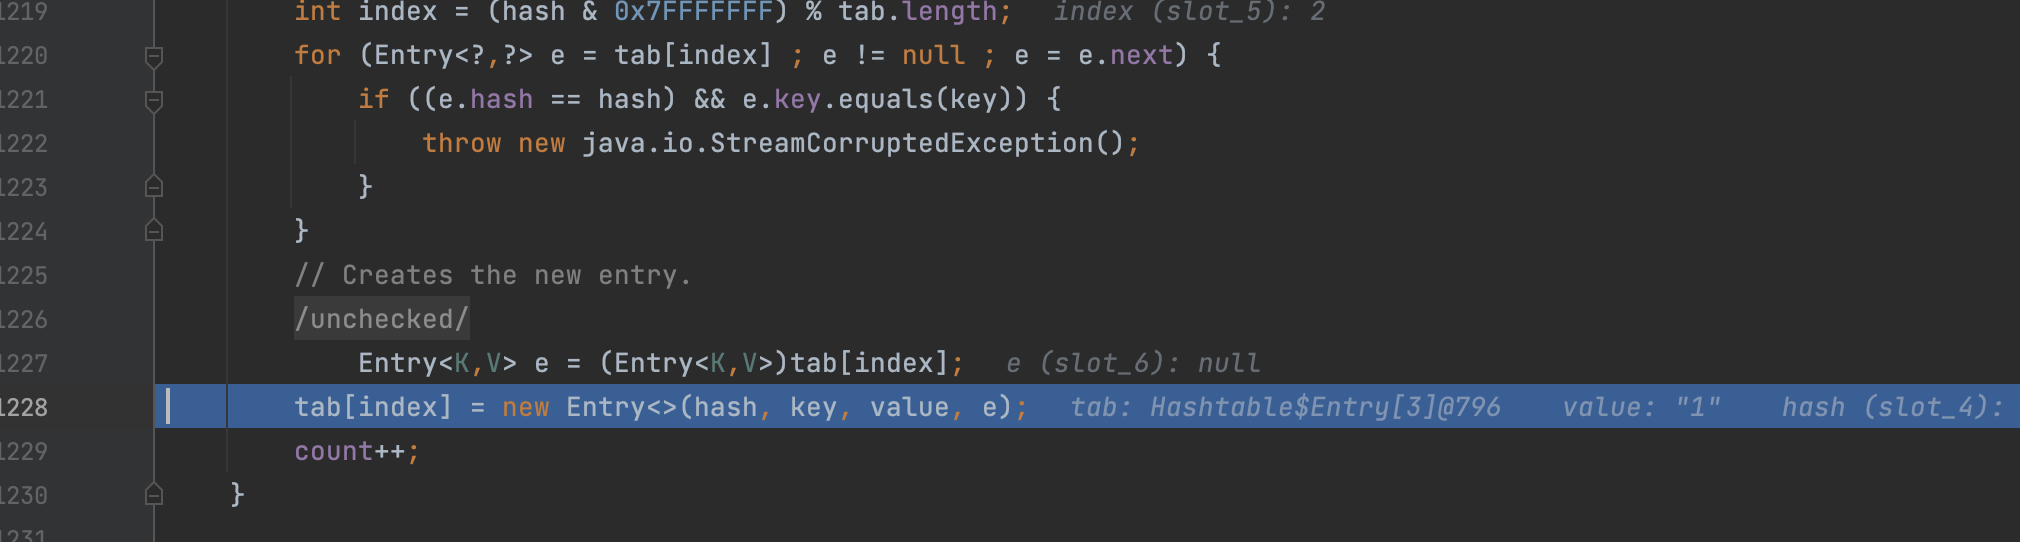 1219 int index = (hash & 0x7FFFFFFF) % tab.length; index (slot_5): 2
1220 for (Entry<?,?> e = tab[index] ; e != null ; e = e.next) {
1221 if ((e.hash == hash) && e.key.equals(key)) {
1222 throw new java.io.StreamCorruptedException();
1223 }
1224 }
1225 // Creates the new entry.
1226 /unchecked/
1227 Entry<K,V> e = (Entry<K,V>)tab[index]; e (slot_6): null
1228 tab[index] = new Entry<>(hash, key, value, e); tab: Hashtable$Entry[3]@796 value: "1" hash (slot_4):
1229 count++;
1230 }
1231